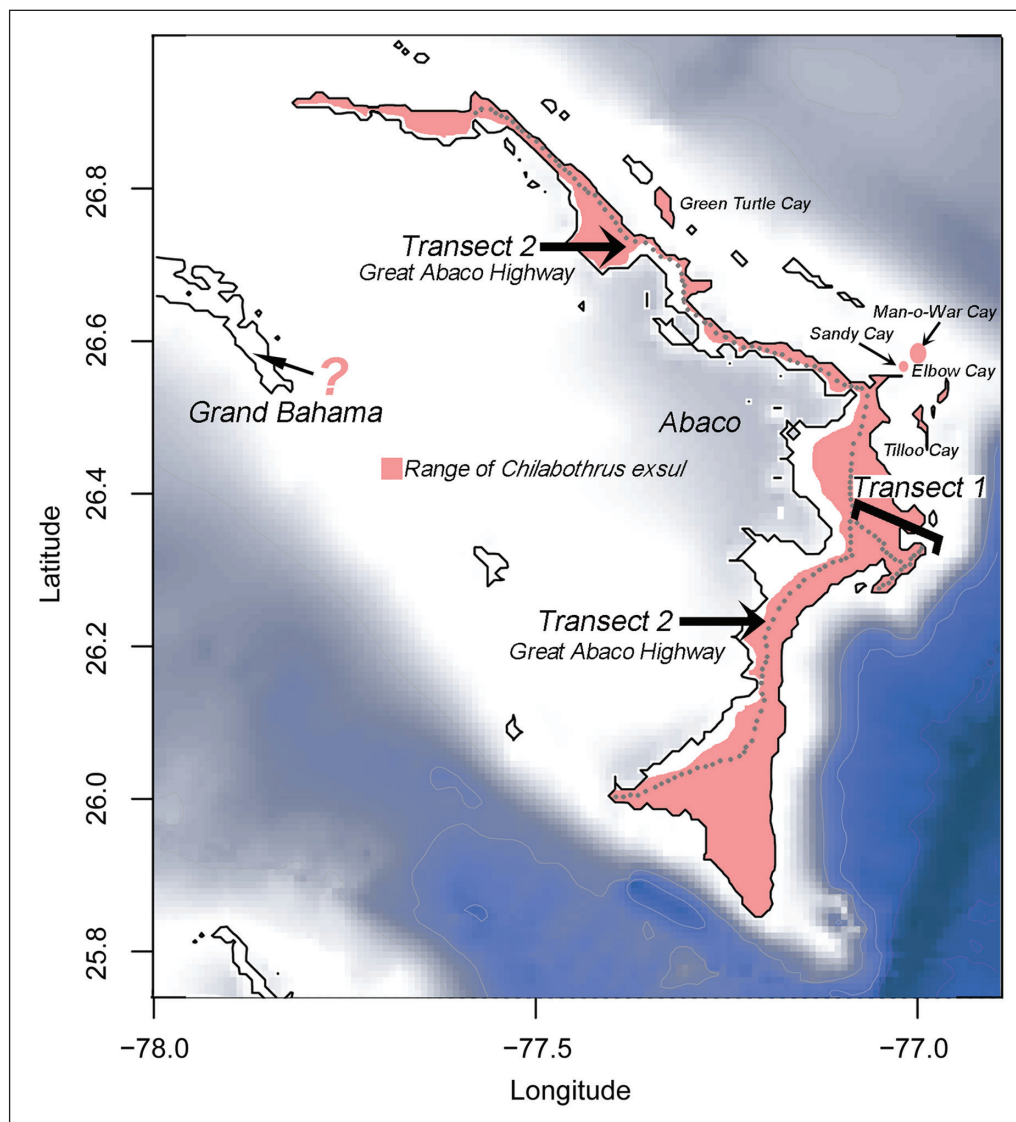 26.8
26.6
26.4
26.2
26.0
25.8
Latitude
Green Turtle Cay
Transect 2
Great Abaco Highway
Man-o-War Cay
Sandy Cay
Elbow Cay
?
Grand Bahama
Abaco
Tilloo Cay
Range of Chilabothrus exsul
Transect 1
Transect 2
Great Abaco Highway
−78.0
−77.5
−77.0
Longitude